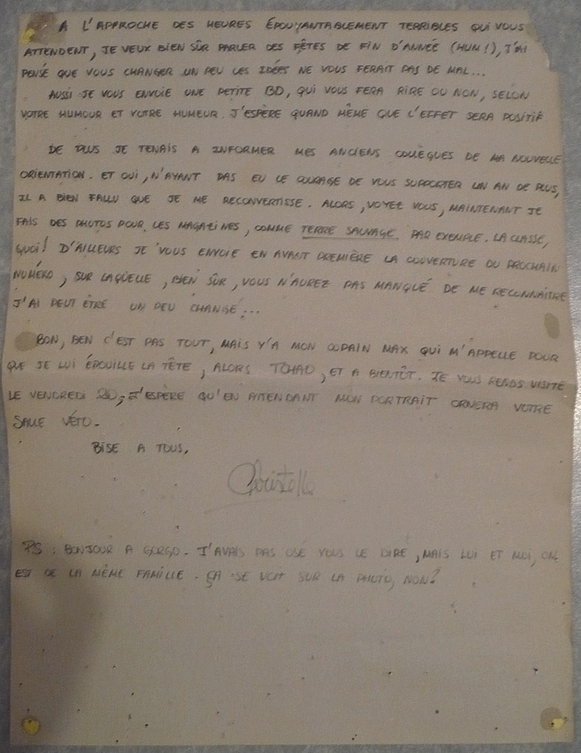 A L'APPROCHE DES HEURES ÉPOUVANTABLEMENT TERRIBLES QUI VOUS
ATTENDENT, JE VEUX BIEN SÛR PARLER DES FÊTES DE FIN D'ANNÉE (HUM!), J'AI
PENSÉ QUE VOUS CHANGER UN PEU LES IDÉES NE VOUS FERAIT PAS DE MAL...
AUSSI JE VOUS ENVOIE UNE PETITE BD, QUI VOUS FERA RIRE OU NON, SELON
VOTRE HUMOUR ET VOTRE HUMEUR. J'ESPÈRE QUAND MÊME QUE L'EFFET SERA POSITIF
DE PLUS JE TENAIS A INFORMER MES ANCIENS COLLÈGUES DE MA NOUVELLE
ORIENTATION. ET OUI, N'AYANT PAS EU LE COURAGE DE VOUS SUPPORTER UN AN DE PLUS,
IL A BIEN FALLU QUE JE ME RECONVERTISSE. ALORS, VOYEZ VOUS, MAINTENANT JE
FAIS DES PHOTOS POUR LES MAGAZINES, COMME TERRE SAUVAGE PAR EXEMPLE. LA CLASSE,
QUOI! D'AILLEURS JE VOUS ENVOIE EN AVANT PREMIÈRE LA COUVERTURE DU PROCHAIN
NUMÉRO, SUR LAQUELLE, BIEN SÛR, VOUS N'AUREZ PAS MANQUÉ DE ME RECONNAITRE
J'AI PEUT ÊTRE UN PEU CHANGÉ...
BON, BEN C'EST PAS TOUT, MAIS Y'A MON COPAIN MAX QUI M'APPELLE POUR
QUE JE LUI ÉPOUILLE LA TÊTE, ALORS TCHAO, ET A BIENTÔT. JE VOUS RENDS VISITE
LE VENDREDI 20, J'ESPÈRE QU'EN ATTENDANT MON PORTRAIT ORNERA VOTRE
SALLE VÉTO.
BISE A TOUS,
Christelle
PS : BONJOUR A GORGO. J'AVAIS PAS OSÉ VOUS LE DIRE, MAIS LUI ET MOI, ON
EST DE LA MÊME FAMILLE. ÇA SE VOIT SUR LA PHOTO, NON?